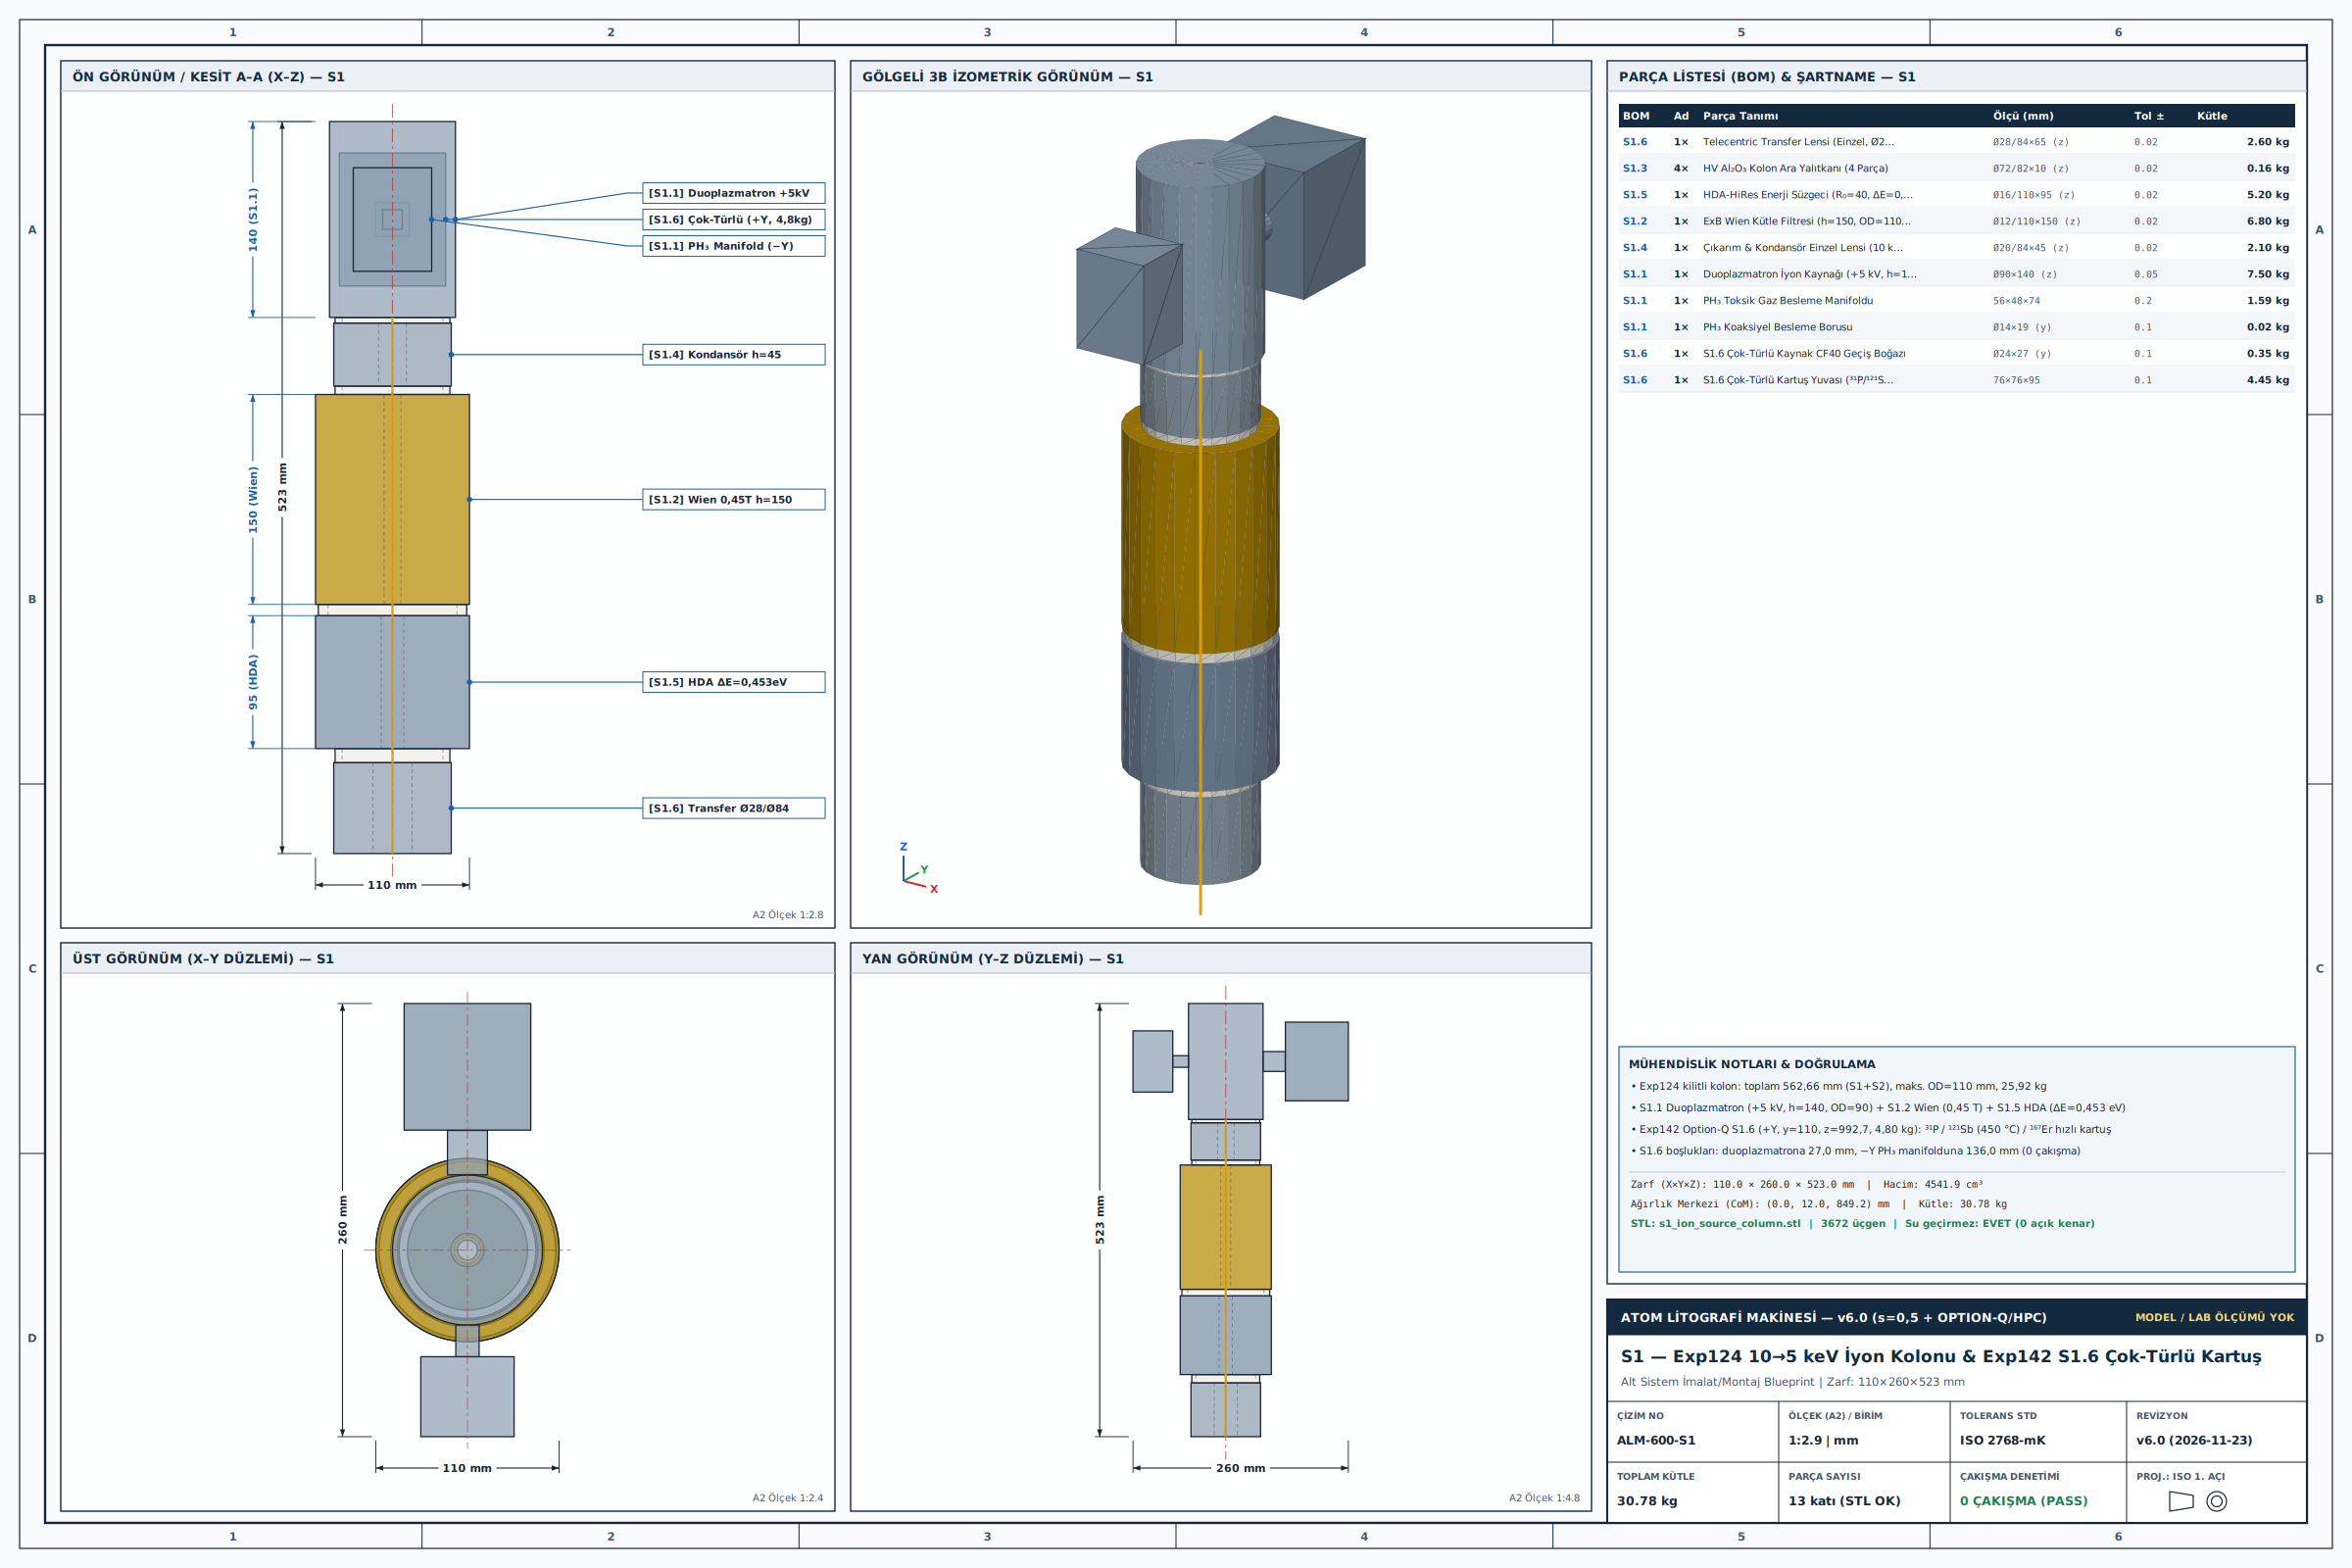 1 2 3 4 5 6
A
B
C
D
A
B
C
D
ÖN GÖRÜNÜM / KESİT A–A (X–Z) — S1
140 (S1.1)
150 (Wien)
95 (HDA)
523 mm
110 mm
[S1.1] Duoplazmatron +5kV
[S1.6] Çok-Türlü (+Y, 4,8kg)
[S1.1] PH₃ Manifold (−Y)
[S1.4] Kondansör h=45
[S1.2] Wien 0,45T h=150
[S1.5] HDA ΔE=0,453eV
[S1.6] Transfer Ø28/Ø84
A2 Ölçek 1:2.8
GÖLGELİ 3B İZOMETRİK GÖRÜNÜM — S1
Z
Y
X
PARÇA LİSTESİ (BOM) & ŞARTNAME — S1
BOM Ad Parça Tanımı Ölçü (mm) Tol ± Kütle
S1.6 1× Telecentric Transfer Lensi (Einzel, Ø2... Ø28/84×65 (z) 0.02 2.60 kg
S1.3 4× HV Al₂O₃ Kolon Ara Yalıtkanı (4 Parça) Ø72/82×10 (z) 0.02 0.16 kg
S1.5 1× HDA-HiRes Enerji Süzgeci (R₀=40, ΔE=0,... Ø16/110×95 (z) 0.02 5.20 kg
S1.2 1× ExB Wien Kütle Filtresi (h=150, OD=110... Ø12/110×150 (z) 0.02 6.80 kg
S1.4 1× Çıkarım & Kondansör Einzel Lensi (10 k... Ø20/84×45 (z) 0.02 2.10 kg
S1.1 1× Duoplazmatron İyon Kaynağı (+5 kV, h=1... Ø90×140 (z) 0.05 7.50 kg
S1.1 1× PH₃ Toksik Gaz Besleme Manifoldu 56×48×74 0.2 1.59 kg
S1.1 1× PH₃ Koaksiyel Besleme Borusu Ø14×19 (y) 0.1 0.02 kg
S1.6 1× S1.6 Çok-Türlü Kaynak CF40 Geçiş Boğazı Ø24×27 (y) 0.1 0.35 kg
S1.6 1× S1.6 Çok-Türlü Kartuş Yuvası (³¹P/¹²¹S... 76×76×95 0.1 4.45 kg
MÜHENDİSLİK NOTLARI & DOĞRULAMA
• Exp124 kilitli kolon: toplam 562,66 mm (S1+S2), maks. OD=110 mm, 25,92 kg
• S1.1 Duoplazmatron (+5 kV, h=140, OD=90) + S1.2 Wien (0,45 T) + S1.5 HDA (ΔE=0,453 eV)
• Exp142 Option-Q S1.6 (+Y, y=110, z=992,7, 4,80 kg): ³¹P / ¹²¹Sb (450 °C) / ¹⁶⁷Er hızlı kartuş
• S1.6 boşlukları: duoplazmatrona 27,0 mm, −Y PH₃ manifolduna 136,0 mm (0 çakışma)
Zarf (X×Y×Z): 110.0 × 260.0 × 523.0 mm | Hacim: 4541.9 cm³
Ağırlık Merkezi (CoM): (0.0, 12.0, 849.2) mm | Kütle: 30.78 kg
STL: s1_ion_source_column.stl | 3672 üçgen | Su geçirmez: EVET (0 açık kenar)
ÜST GÖRÜNÜM (X–Y DÜZLEMİ) — S1
260 mm
110 mm
A2 Ölçek 1:2.4
YAN GÖRÜNÜM (Y–Z DÜZLEMİ) — S1
523 mm
260 mm
A2 Ölçek 1:4.8
ATOM LİTOGRAFİ MAKİNESİ — v6.0 (s=0,5 + OPTION-Q/HPC) MODEL / LAB ÖLÇÜMÜ YOK
S1 — Exp124 10→5 keV İyon Kolonu & Exp142 S1.6 Çok-Türlü Kartuş
Alt Sistem İmalat/Montaj Blueprint | Zarf: 110×260×523 mm
ÇİZİM NO ÖLÇEK (A2) / BİRİM TOLERANS STD REVİZYON
ALM-600-S1 1:2.9 | mm ISO 2768-mK v6.0 (2026-11-23)
TOPLAM KÜTLE PARÇA SAYISI ÇAKIŞMA DENETİMİ PROJ.: ISO 1. AÇI
30.78 kg 13 katı (STL OK) 0 ÇAKIŞMA (PASS)
1 2 3 4 5 6